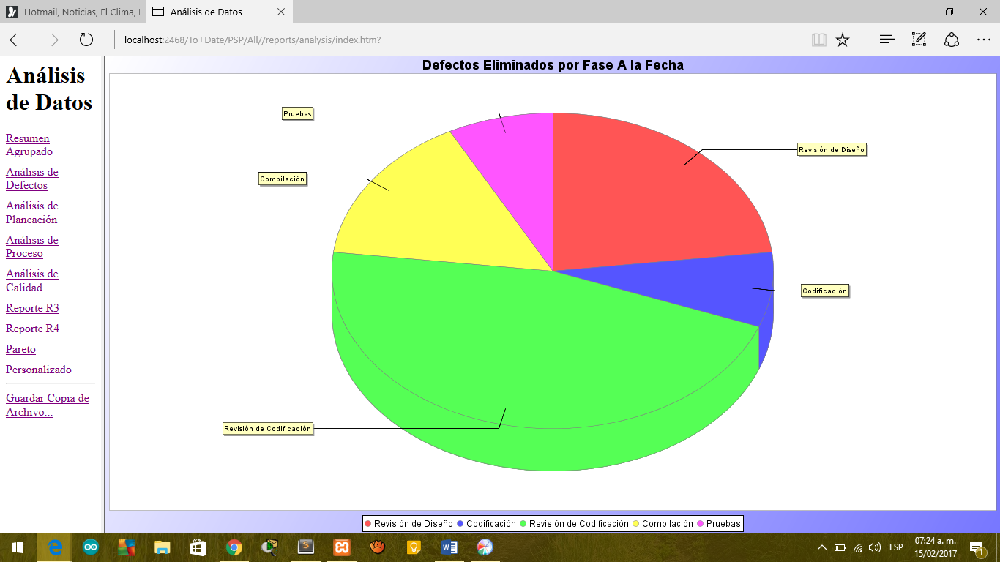 Hotmail, Noticias, El Clima,
Análisis de Datos
localhost:2468/To+Date/PSP/All//reports/analysis/index.htm?
Análisis
de Datos
Resumen
Agrupado
Análisis de
Defectos
Análisis de
Planeación
Análisis de
Proceso
Análisis de
Calidad
Reporte R3
Reporte R4
Pareto
Personalizado
Guardar Copia de
Archivo...
Defectos Eliminados por Fase A la Fecha
Pruebas
Revisión de Diseño
Compilación
Codificación
Revisión de Codificación
Revisión de Diseño Codificación Revisión de Codificación Compilación Pruebas
ESP
07:24 a. m.
15/02/2017
1